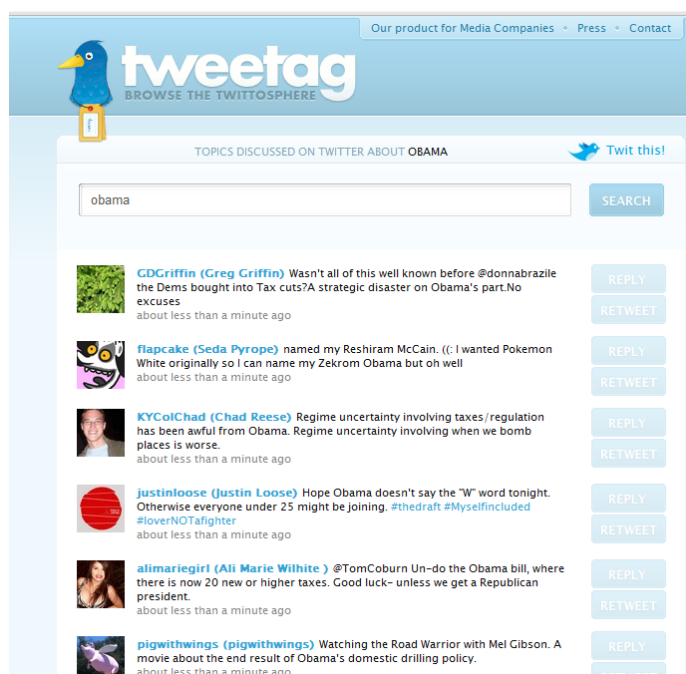 Our product for Media Companies • Press • Contact
tweetag
BROWSE THE TWITTOSPHERE
TOPICS DISCUSSED ON TWITTER ABOUT OBAMA
Twit this!
obama
SEARCH
GDGriffin (Greg Griffin) Wasn't all of this well known before @donnabrazile
the Dems bought into Tax cuts?A strategic disaster on Obama's part.No
excuses
about less than a minute ago
REPLY
RETWEET
flapcake (Seda Pyrope) named my Reshiram McCain. ((: I wanted Pokemon
White originally so I can name my Zekrom Obama but oh well
about less than a minute ago
REPLY
RETWEET
KYColChad (Chad Reese) Regime uncertainty involving taxes/regulation
has been awful from Obama. Regime uncertainty involving when we bomb
places is worse.
about less than a minute ago
REPLY
RETWEET
justinloose (Justin Loose) Hope Obama doesn't say the "W" word tonight.
Otherwise everyone under 25 might be joining. #thedraft #Myselfincluded
#loverNOTafighter
about less than a minute ago
REPLY
RETWEET
alimariegirl (Ali Marie Wilhite ) @TomCoburn Un-do the Obama bill, where
there is now 20 new or higher taxes. Good luck- unless we get a Republican
president.
about less than a minute ago
REPLY
RETWEET
pigwithwings (pigwithwings) Watching the Road Warrior with Mel Gibson. A
movie about the end result of Obama's domestic drilling policy.
about less than a minute ago
REPLY